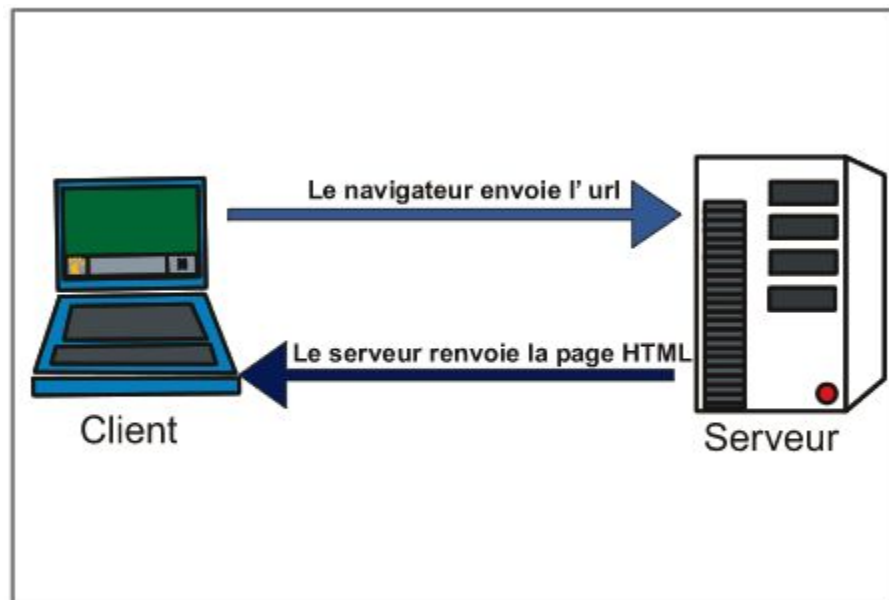 Le navigateur envoie l' url
Le serveur renvoie la page HTML
Client
Serveur